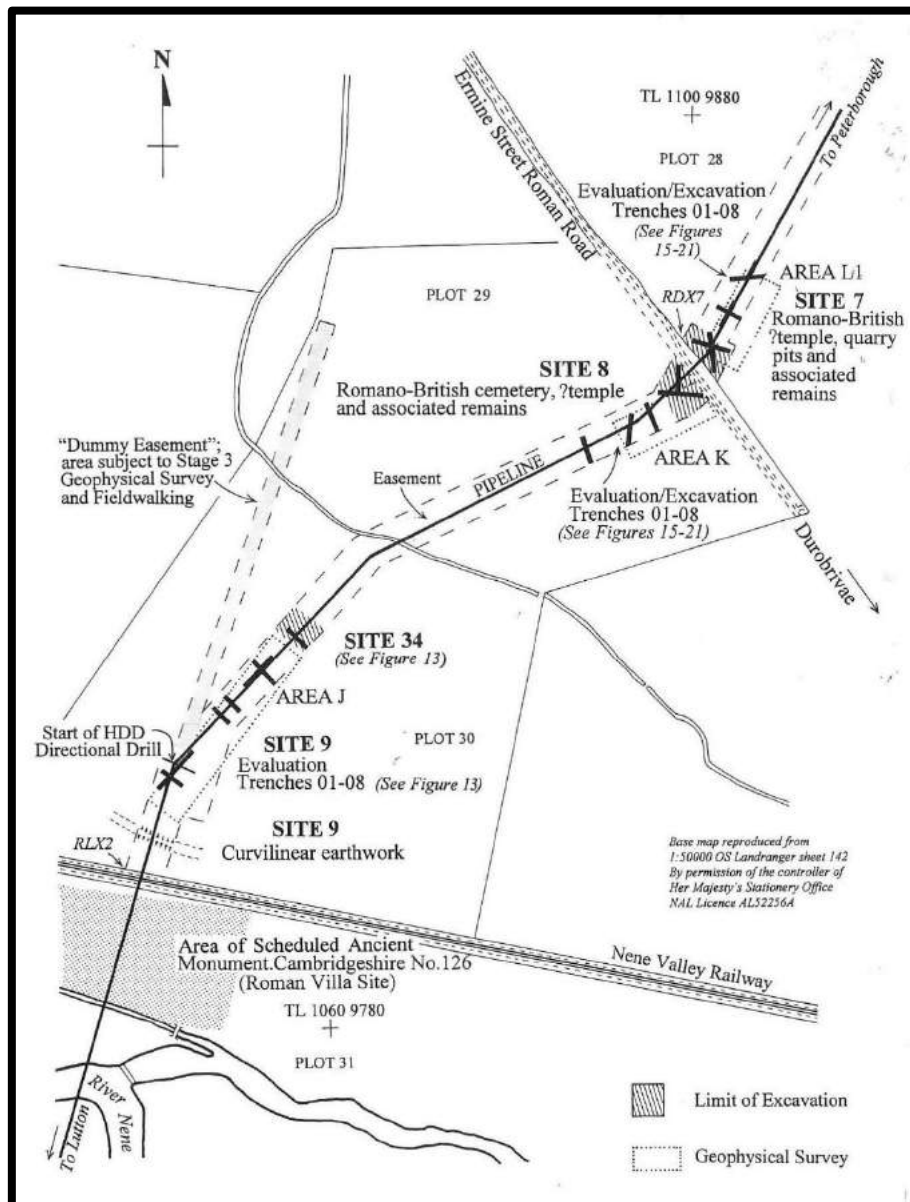 N
TL 1100 9880
To Peterborough
Ermine Street Roman Road
PLOT 28
Evaluation/Excavation
Trenches 01-08
(See Figures
15-21)
AREA L/1
RDX7
SITE 7
Romano-British
?temple, quarry
pits and
associated
remains
PLOT 29
SITE 8
Romano-British cemetery, ?temple
and associated remains
"Dummy Easement";
area subject to Stage 3
Geophysical Survey
and Fieldwalking
Easement
PIPELINE
AREA K
Evaluation/Excavation
Trenches 01-08
(See Figures 15-21)
Durobrivae
SITE 34
(See Figure 13)
AREA J
Start of HDD
Directional Drill
SITE 9
Evaluation
Trenches 01-08 (See Figure 13)
PLOT 30
SITE 9
Curvilinear earthwork
RLX2
Base map reproduced from
1:50000 OS Landranger sheet 142
By permission of the controller of
Her Majesty's Stationery Office
NAL Licence AL52256A
Area of Scheduled Ancient
Monument.Cambridgeshire No.126
(Roman Villa Site)
Nene Valley Railway
TL 1060 9780
PLOT 31
River
Nene
To Lutton
Limit of Excavation
Geophysical Survey